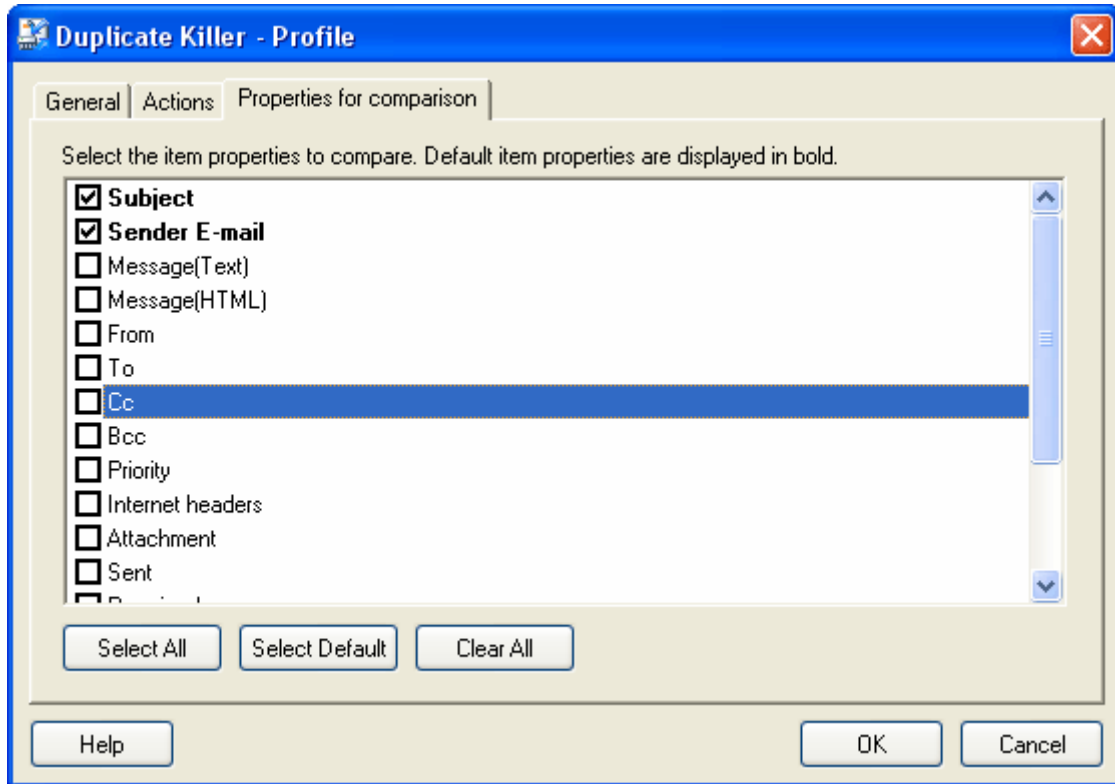 Duplicate Killer - Profile
General Actions Properties for comparison
Select the item properties to compare. Default item properties are displayed in bold.
Subject
Sender E-mail
Message(Text)
Message(HTML)
From
To
Cc
Bcc
Priority
Internet headers
Attachment
Sent
Select All Select Default Clear All
Help OK Cancel